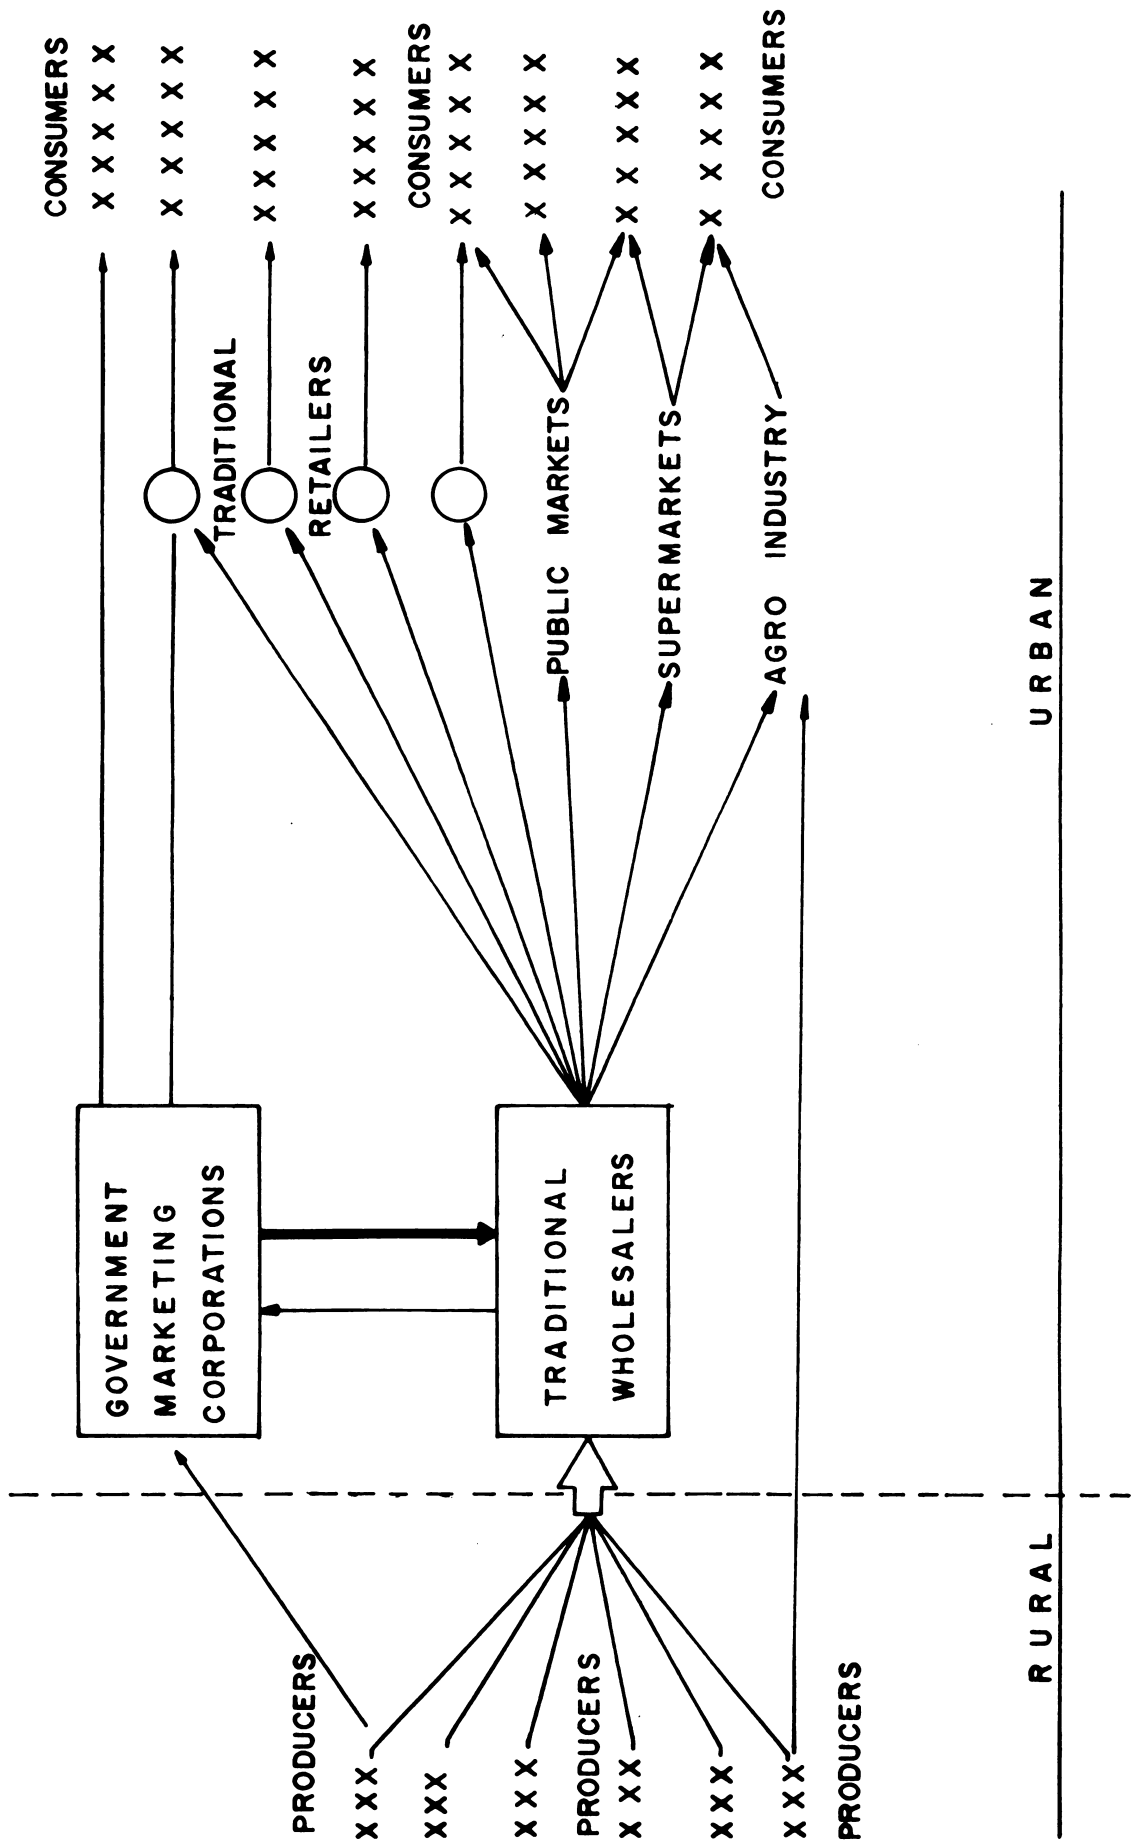 PRODUCERS
X X X
X X X
X X X
PRODUCERS
X X X
X X X
X X X
PRODUCERS
GOVERNMENT
MARKETING
CORPORATIONS
TRADITIONAL
WHOLESALERS
TRADITIONAL
RETAILERS
PUBLIC MARKETS
SUPERMARKETS
AGRO INDUSTRY
CONSUMERS
X X X X X
X X X X X
X X X X X
X X X X X
CONSUMERS
X X X X X
X X X X X
X X X X X
X X X X X
CONSUMERS
RURAL
URBAN